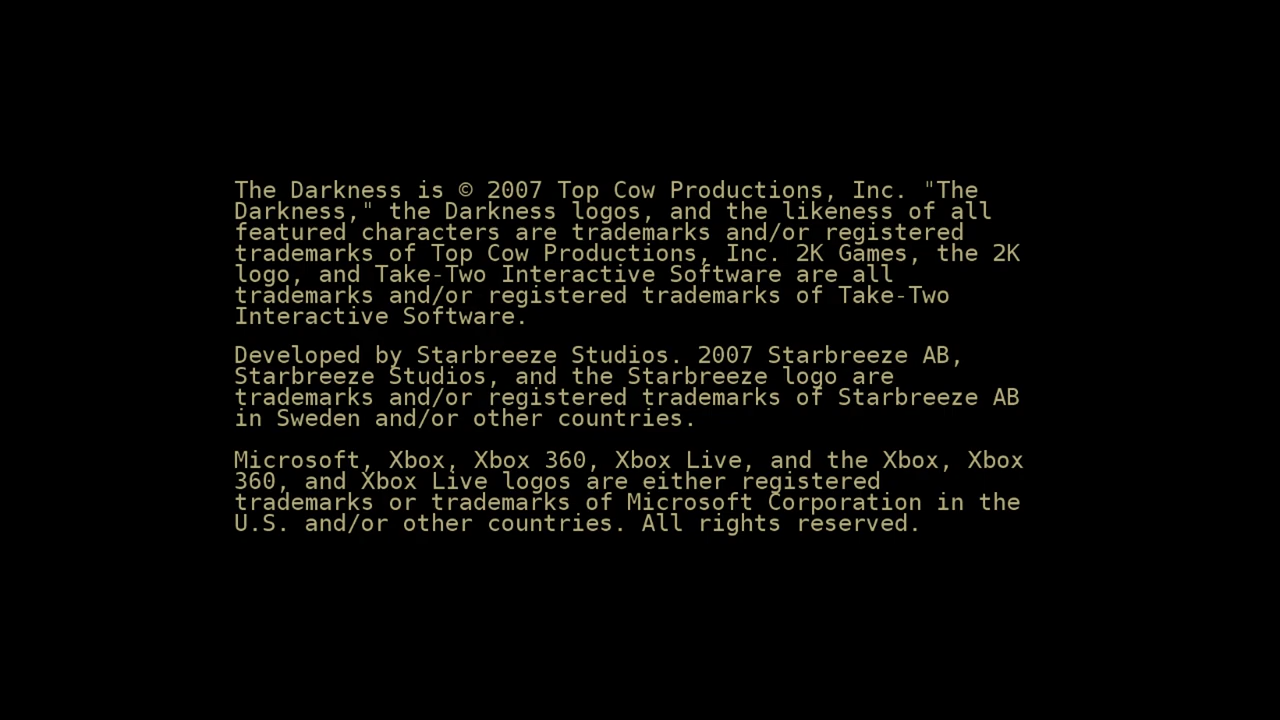 The Darkness is © 2007 Top Cow Productions, Inc. "The
Darkness," the Darkness logos, and the likeness of all
featured characters are trademarks and/or registered
trademarks of Top Cow Productions, Inc. 2K Games, the 2K
logo, and Take-Two Interactive Software are all
trademarks and/or registered trademarks of Take-Two
Interactive Software.
Developed by Starbreeze Studios. 2007 Starbreeze AB,
Starbreeze Studios, and the Starbreeze logo are
trademarks and/or registered trademarks of Starbreeze AB
in Sweden and/or other countries.
Microsoft, Xbox, Xbox 360, Xbox Live, and the Xbox, Xbox
360, and Xbox Live logos are either registered
trademarks or trademarks of Microsoft Corporation in the
U.S. and/or other countries. All rights reserved.